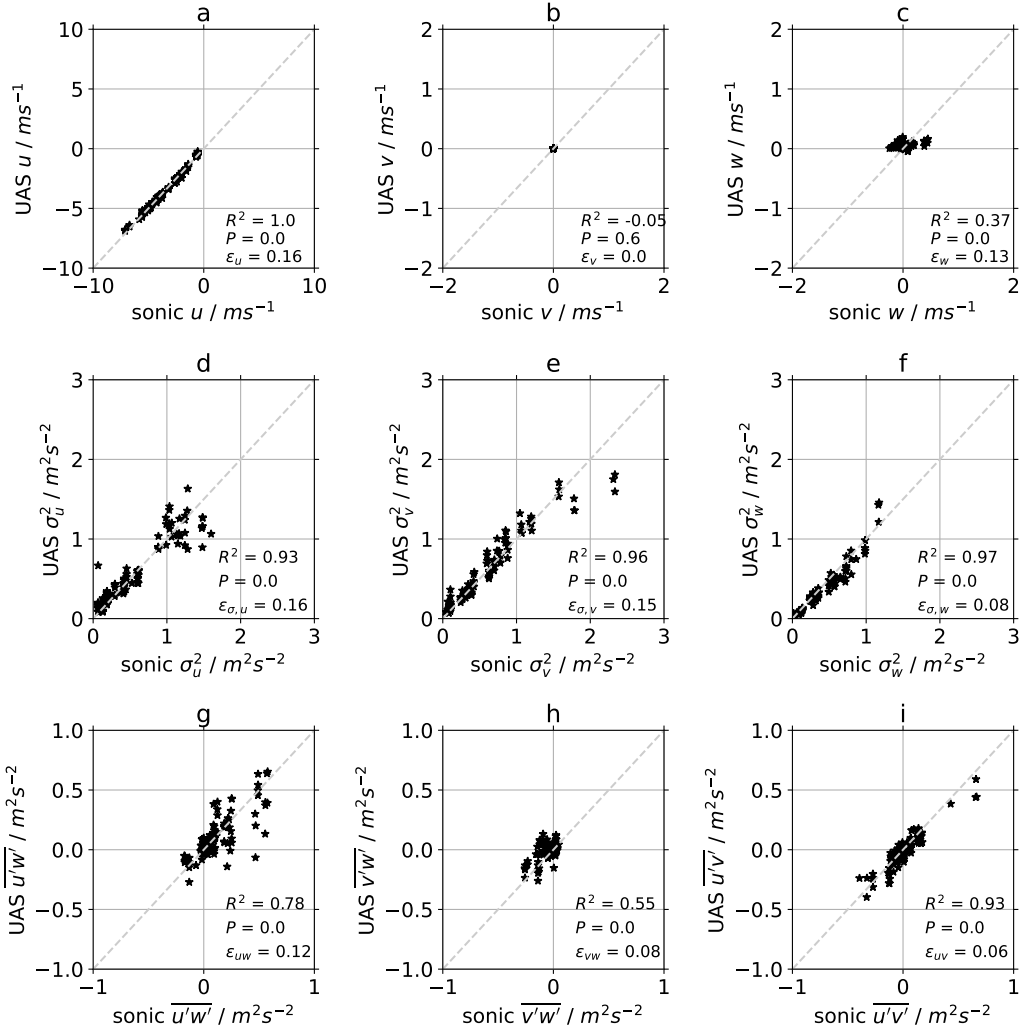 a
UAS u / ms⁻¹
10
5
0
−5
−10
R² = 1.0
P = 0.0
ε_u = 0.16
−10 0 10
sonic u / ms⁻¹
b
UAS v / ms⁻¹
2
1
0
−1
−2
R² = -0.05
P = 0.6
ε_v = 0.0
−2 0 2
sonic v / ms⁻¹
c
UAS w / ms⁻¹
2
1
0
−1
−2
R² = 0.37
P = 0.0
ε_w = 0.13
−2 0 2
sonic w / ms⁻¹
d
UAS σ_u² / m²s⁻²
3
2
1
0
R² = 0.93
P = 0.0
ε_σ,u = 0.16
0 1 2 3
sonic σ_u² / m²s⁻²
e
UAS σ_v² / m²s⁻²
3
2
1
0
R² = 0.96
P = 0.0
ε_σ,v = 0.15
0 1 2 3
sonic σ_v² / m²s⁻²
f
UAS σ_w² / m²s⁻²
3
2
1
0
R² = 0.97
P = 0.0
ε_σ,w = 0.08
0 1 2 3
sonic σ_w² / m²s⁻²
g
UAS u′w′ / m²s⁻²
1.0
0.5
0.0
−0.5
−1.0
R² = 0.78
P = 0.0
ε_uw = 0.12
−1 0 1
sonic u′w′ / m²s⁻²
h
UAS v′w′ / m²s⁻²
1.0
0.5
0.0
−0.5
−1.0
R² = 0.55
P = 0.0
ε_vw = 0.08
−1 0 1
sonic v′w′ / m²s⁻²
i
UAS u′v′ / m²s⁻²
1.0
0.5
0.0
−0.5
−1.0
R² = 0.93
P = 0.0
ε_uv = 0.06
−1 0 1
sonic u′v′ / m²s⁻²